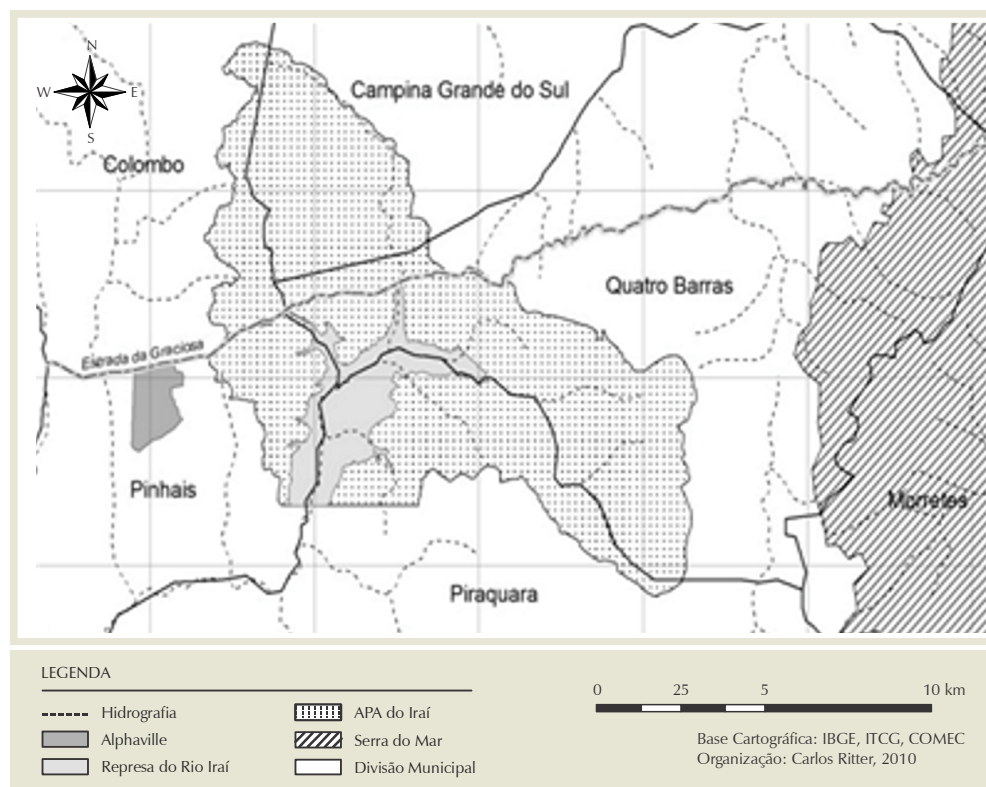 N
W E
S
Campina Grande do Sul
Colombo
Quatro Barras
Estrada da Graciosa
Pinhais
Morretes
Piraquara
LEGENDA
Hidrografia
Alphaville
Represa do Rio Iraí
APA do Iraí
Serra do Mar
Divisão Municipal
0 25 5 10 km
Base Cartográfica: IBGE, ITCG, COMEC
Organização: Carlos Ritter, 2010